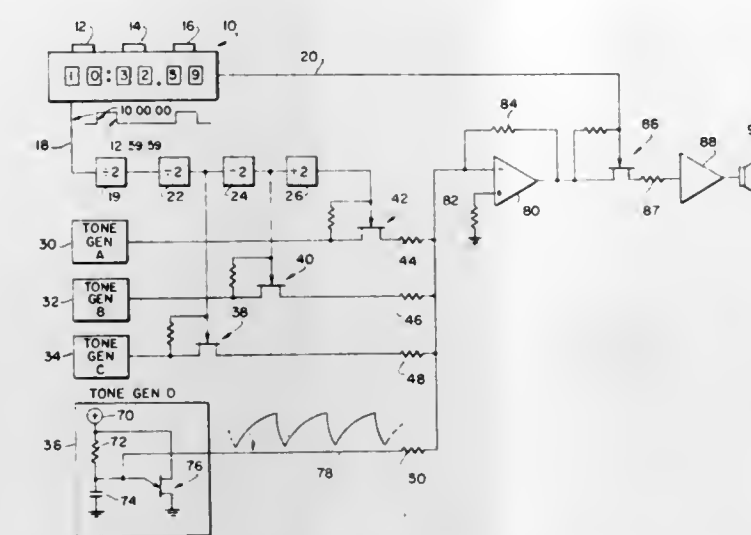 12 14 16 10
10:32.59
20
10 00 00
18
12 59 59
÷2 ÷2 ÷2 ÷2
19 22 24 26
84
86
88
82
80
87
42
30
TONE
GEN
A
44
40
32
TONE
GEN
B
46
38
34
TONE
GEN
C
48
TONE GEN D
70
36
72
76
74
78
50